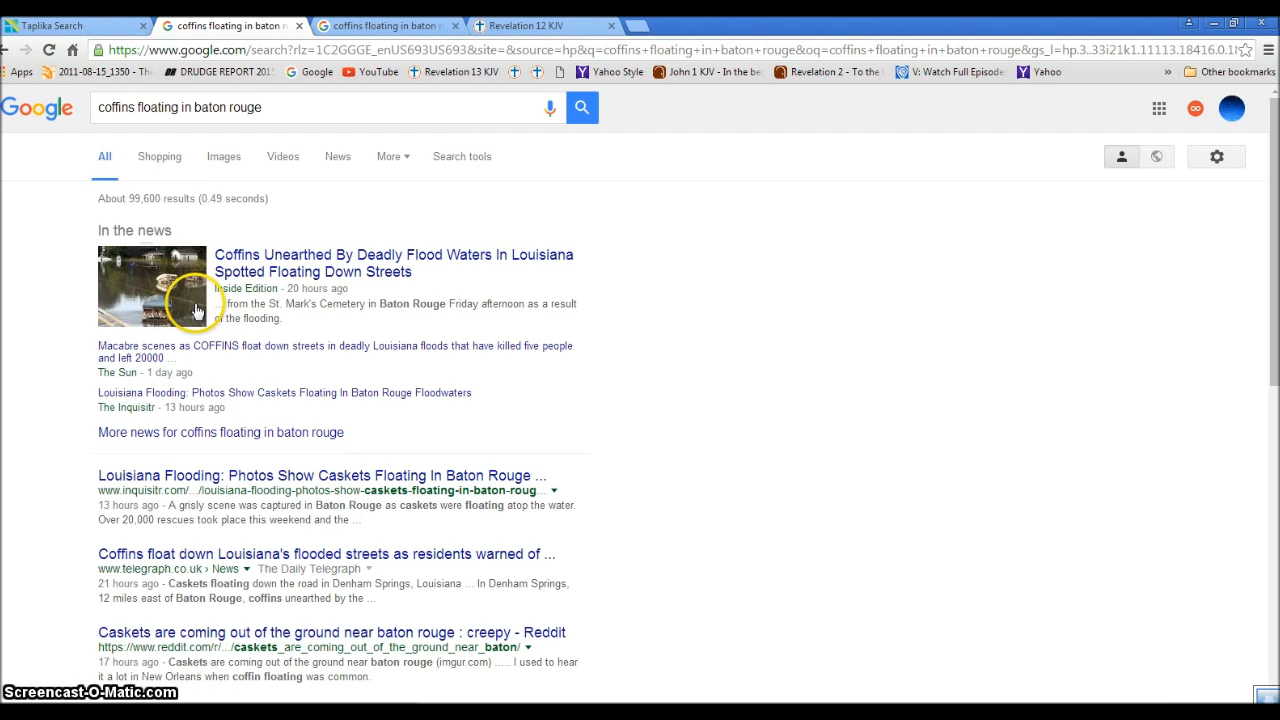 Taplika Search
coffins floating in baton r
coffins floating in baton r
Revelation 12 KJV
https://www.google.com/search?rlz=1C2GGGE_enUS693US693&site=&source=hp&q=coffins+floating+in+baton+rouge&oq=coffins+floating+in+baton+rouge&gs_l=hp.3..33i21k1.11113.18416.0.18
Apps
2011-08-15_1350 = Th
DRUDGE REPORT 201
Google
YouTube
Revelation 13 KJV
Yahoo Style
John 1 KJV - In the be
Revelation 2 - To the
V: Watch Full Episode
Yahoo
»
Other bookmarks
Google
coffins floating in baton rouge
All
Shopping
Images
Videos
News
More
Search tools
About 99,600 results (0.49 seconds)
In the news
Coffins Unearthed By Deadly Flood Waters In Louisiana
Spotted Floating Down Streets
Inside Edition - 20 hours ago
... from the St. Mark's Cemetery in Baton Rouge Friday afternoon as a result
of the flooding.
Macabre scenes as COFFINS float down streets in deadly Louisiana floods that have killed five people
and left 20000 ...
The Sun - 1 day ago
Louisiana Flooding: Photos Show Caskets Floating In Baton Rouge Floodwaters
The Inquisitr - 13 hours ago
More news for coffins floating in baton rouge
Louisiana Flooding: Photos Show Caskets Floating In Baton Rouge ...
www.inquisitr.com/.../louisiana-flooding-photos-show-caskets-floating-in-baton-roug...
13 hours ago - A grisly scene was captured in Baton Rouge as caskets were floating atop the water.
Over 20,000 rescues took place this weekend and the ...
Coffins float down Louisiana's flooded streets as residents warned of ...
www.telegraph.co.uk › News The Daily Telegraph
21 hours ago - Caskets floating down the road in Denham Springs, Louisiana ... In Denham Springs,
12 miles east of Baton Rouge, coffins unearthed by the ...
Caskets are coming out of the ground near baton rouge : creepy - Reddit
https://www.reddit.com/r/.../caskets_are_coming_out_of_the_ground_near_baton/
17 hours ago - Caskets are coming out of the ground near baton rouge (imgur.com) ..... I used to hear
it a lot in New Orleans when coffin floating was common.
Screencast-O-Matic.com